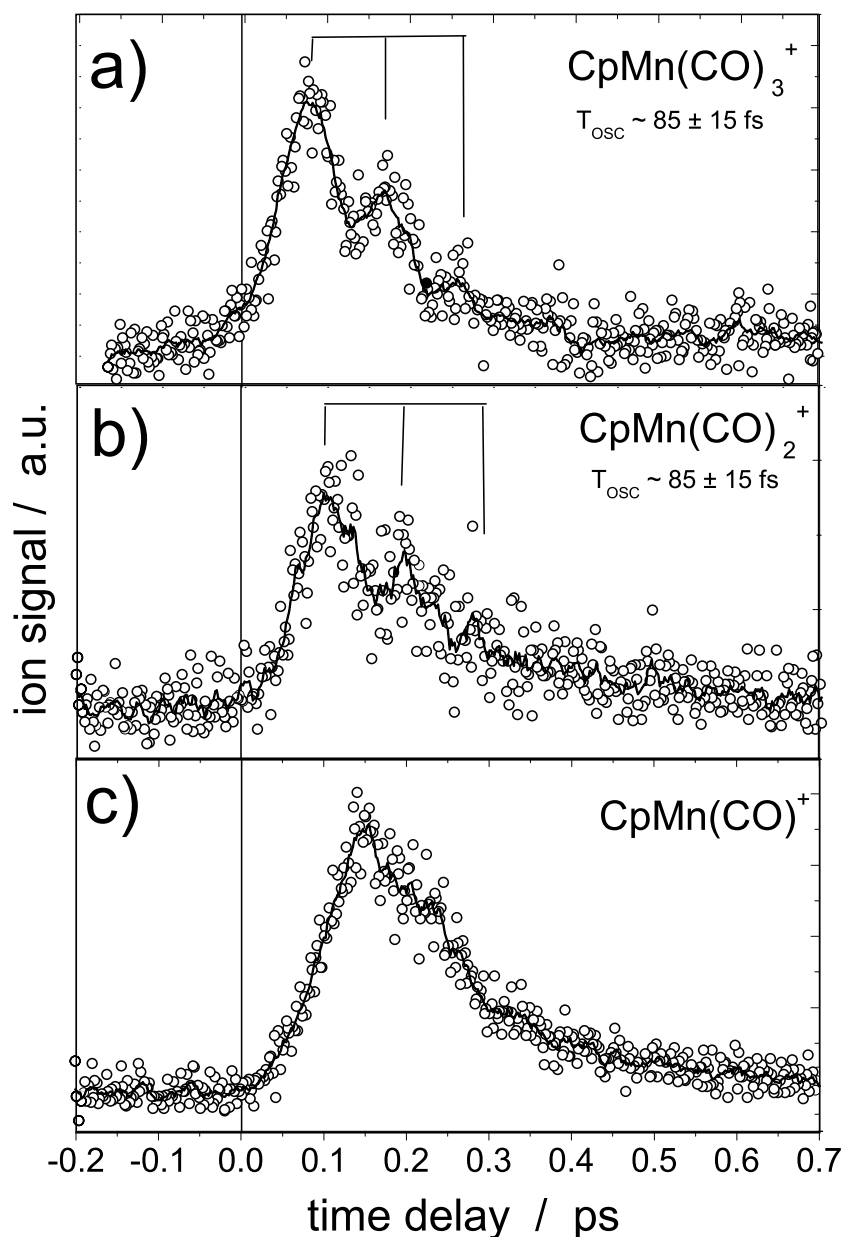 a)
CpMn(CO)₃⁺
T_OSC ~ 85 ± 15 fs
b)
CpMn(CO)₂⁺
T_OSC ~ 85 ± 15 fs
c)
CpMn(CO)⁺
ion signal / a.u.
-0.2 -0.1 0.0 0.1 0.2 0.3 0.4 0.5 0.6 0.7
time delay / ps